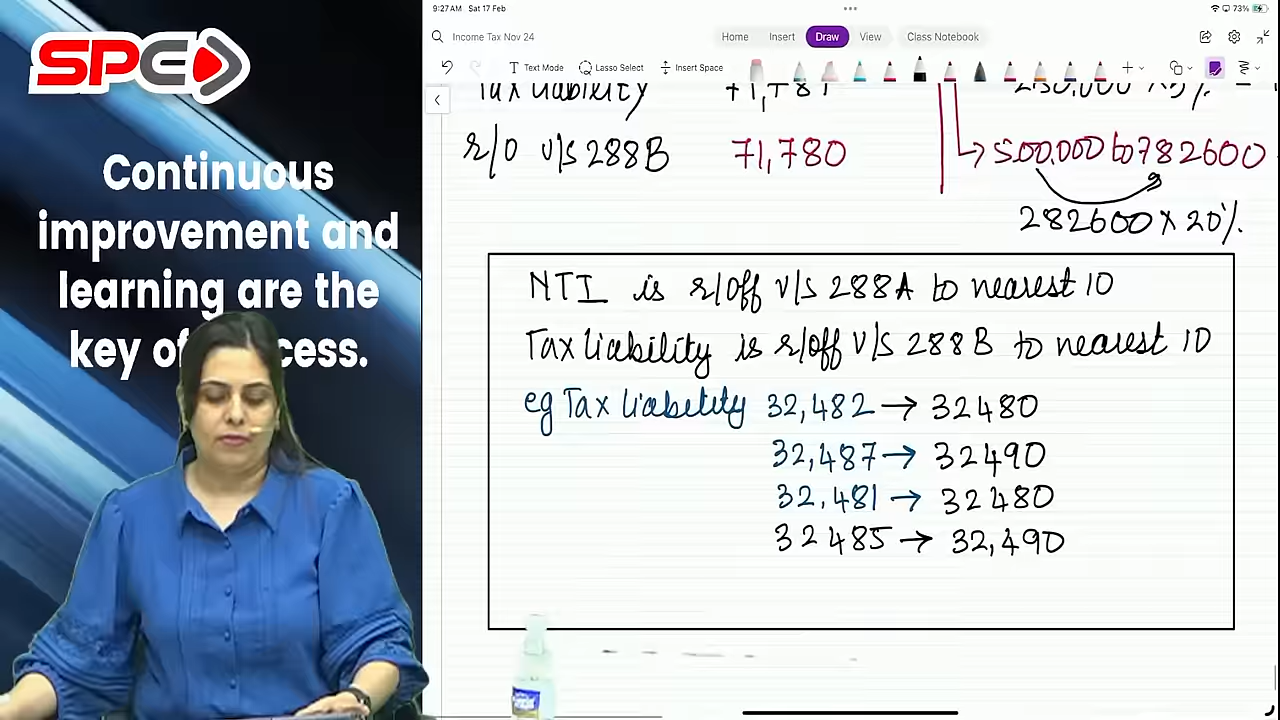 9:27 AM Sat 17 Feb
73%
Income Tax Nov 24
Home Insert Draw View Class Notebook
Text Mode Lasso Select Insert Space
SPC
Continuous
improvement and
learning are the
key of
cess.
Tax liability
r/o v/s 288B 71,780
500,000 to 782600
282600 x 20%
NTI is r/off v/s 288A to nearest 10
Tax liability is r/off v/s 288B to nearest 10
eg Tax liability 32,482 → 32480
32,487 → 32490
32,481 → 32480
32485 → 32,490